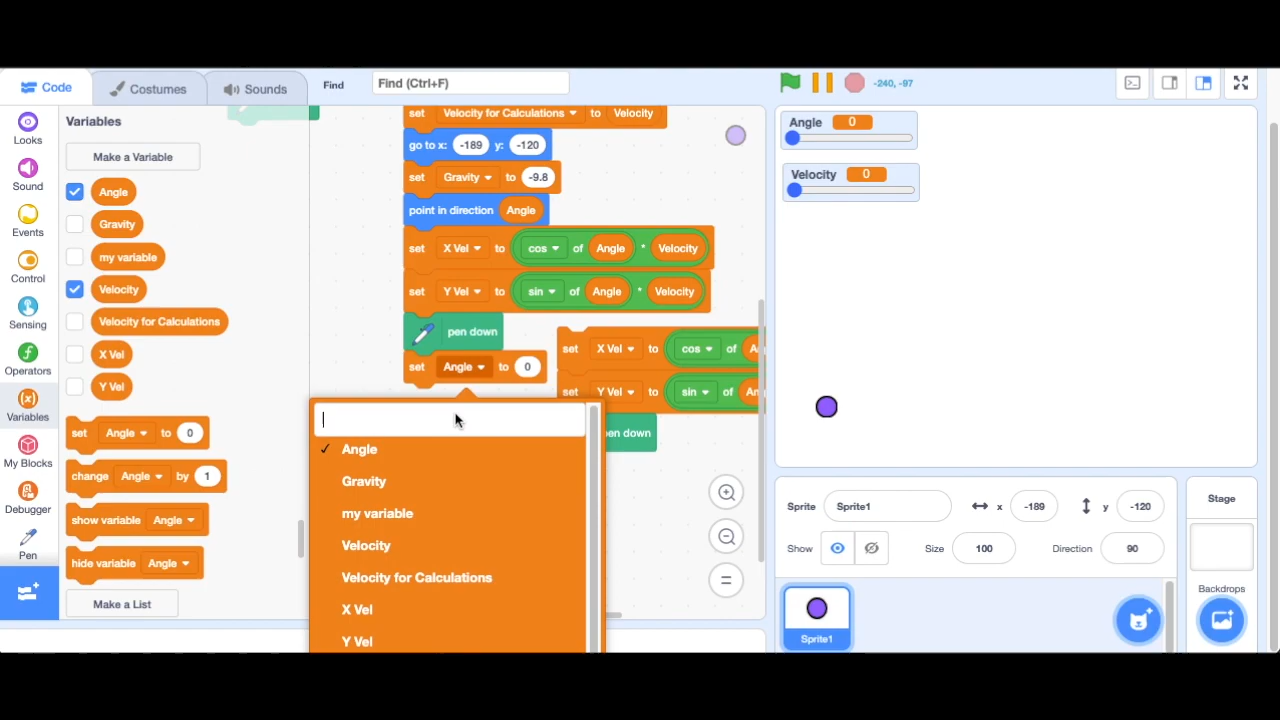 Code
Costumes
Sounds
Find
Find (Ctrl+F)
-240, -97
Looks
Sound
Events
Control
Sensing
Operators
Variables
My Blocks
Debugger
Pen
Variables
Make a Variable
Angle
Gravity
my variable
Velocity
Velocity for Calculations
X Vel
Y Vel
set Angle to 0
change Angle by 1
show variable Angle
hide variable Angle
Make a List
set Velocity for Calculations to Velocity
go to x: -189 y: -120
set Gravity to -9.8
point in direction Angle
set X Vel to cos of Angle * Velocity
set Y Vel to sin of Angle * Velocity
pen down
set Angle to 0
set X Vel to cos of
set Y Vel to sin of
down
Angle
Gravity
my variable
Velocity
Velocity for Calculations
X Vel
Y Vel
Angle 0
Velocity 0
Sprite Sprite1 x -189 y -120
Show Size 100 Direction 90
Sprite1
Stage
Backdrops